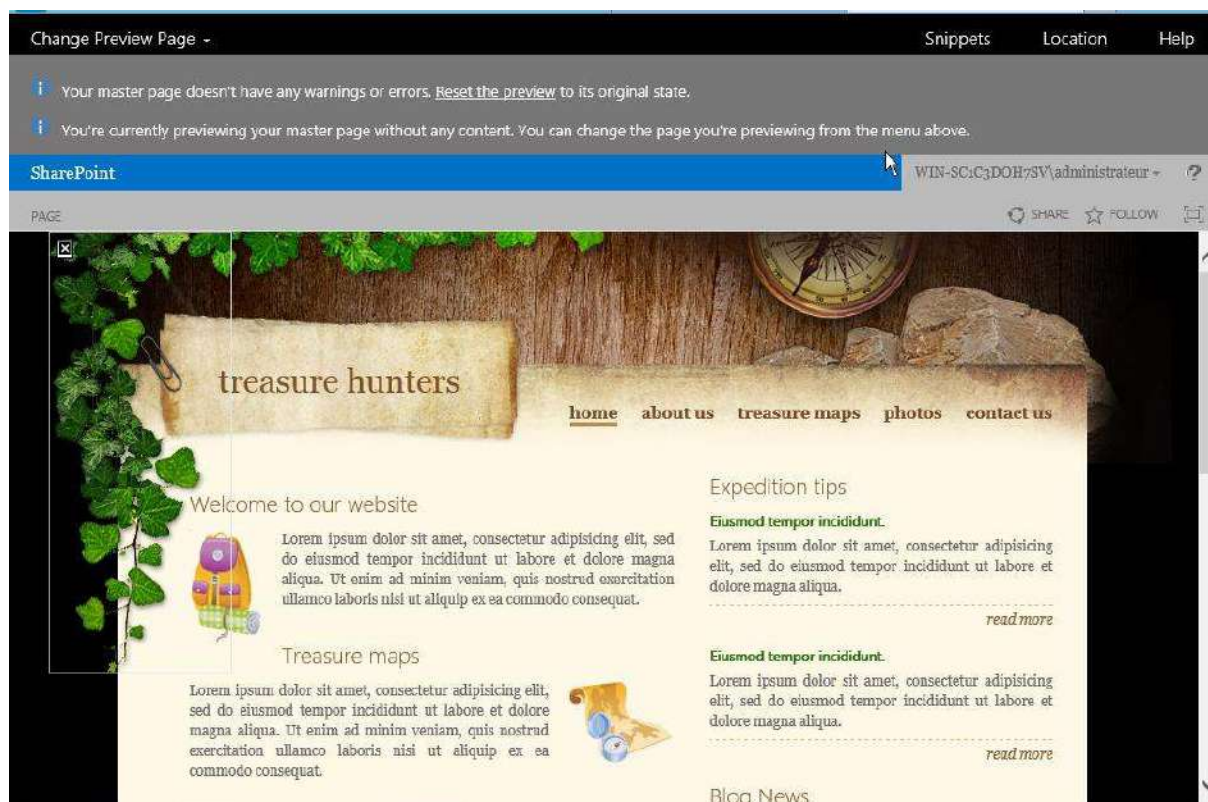 Change Preview Page
Snippets Location Help
Your master page doesn't have any warnings or errors. Reset the preview to its original state.
You're currently previewing your master page without any content. You can change the page you're previewing from the menu above.
SharePoint
WIN-SC1C3DOH7SV\administrateur
PAGE
SHARE FOLLOW
treasure hunters
home about us treasure maps photos contact us
Welcome to our website
Lorem ipsum dolor sit amet, consectetur adipisicing elit, sed
do eiusmod tempor incididunt ut labore et dolore magna
aliqua. Ut enim ad minim veniam, quis nostrud exercitation
ullamco laboris nisi ut aliquip ex ea commodo consequat.
Treasure maps
Lorem ipsum dolor sit amet, consectetur adipisicing elit,
sed do eiusmod tempor incididunt ut labore et dolore
magna aliqua. Ut enim ad minim veniam, quis nostrud
exercitation ullamco laboris nisi ut aliquip ex ea
commodo consequat.
Expedition tips
Eiusmod tempor incididunt.
Lorem ipsum dolor sit amet, consectetur adipisicing
elit, sed do eiusmod tempor incididunt ut labore et
dolore magna aliqua.
read more
Eiusmod tempor incididunt.
Lorem ipsum dolor sit amet, consectetur adipisicing
elit, sed do eiusmod tempor incididunt ut labore et
dolore magna aliqua.
read more
Blog News